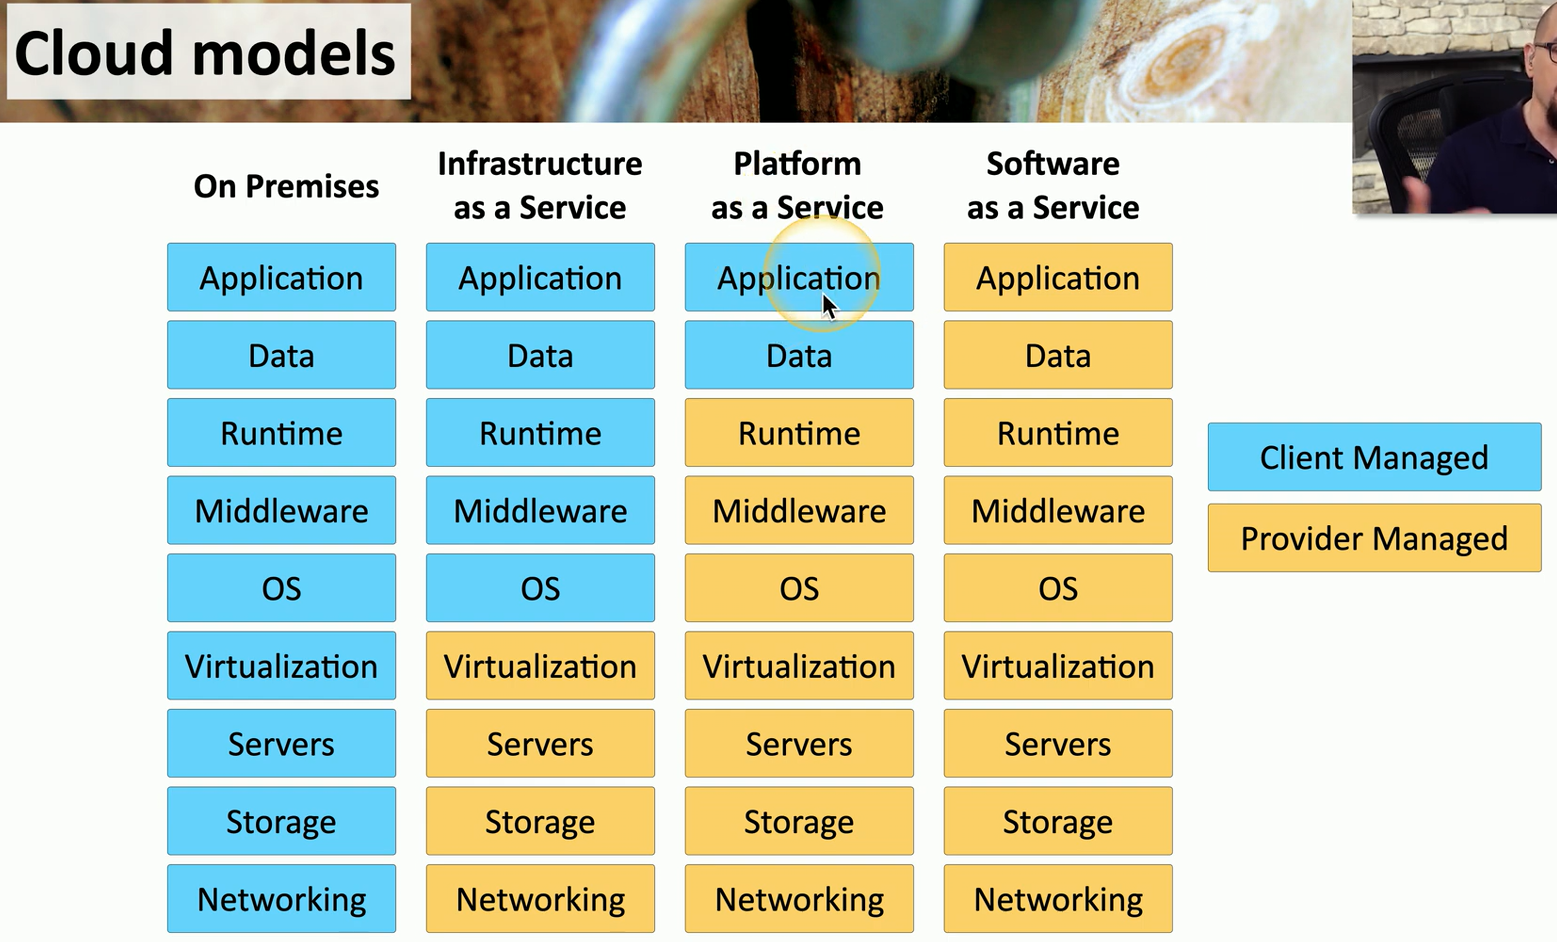 Cloud models
On Premises
Application
Data
Runtime
Middleware
OS
Virtualization
Servers
Storage
Networking
Infrastructure
as a Service
Application
Data
Runtime
Middleware
OS
Virtualization
Servers
Storage
Networking
Platform
as a Service
Application
Data
Runtime
Middleware
OS
Virtualization
Servers
Storage
Networking
Software
as a Service
Application
Data
Runtime
Middleware
OS
Virtualization
Servers
Storage
Networking
Client Managed
Provider Managed